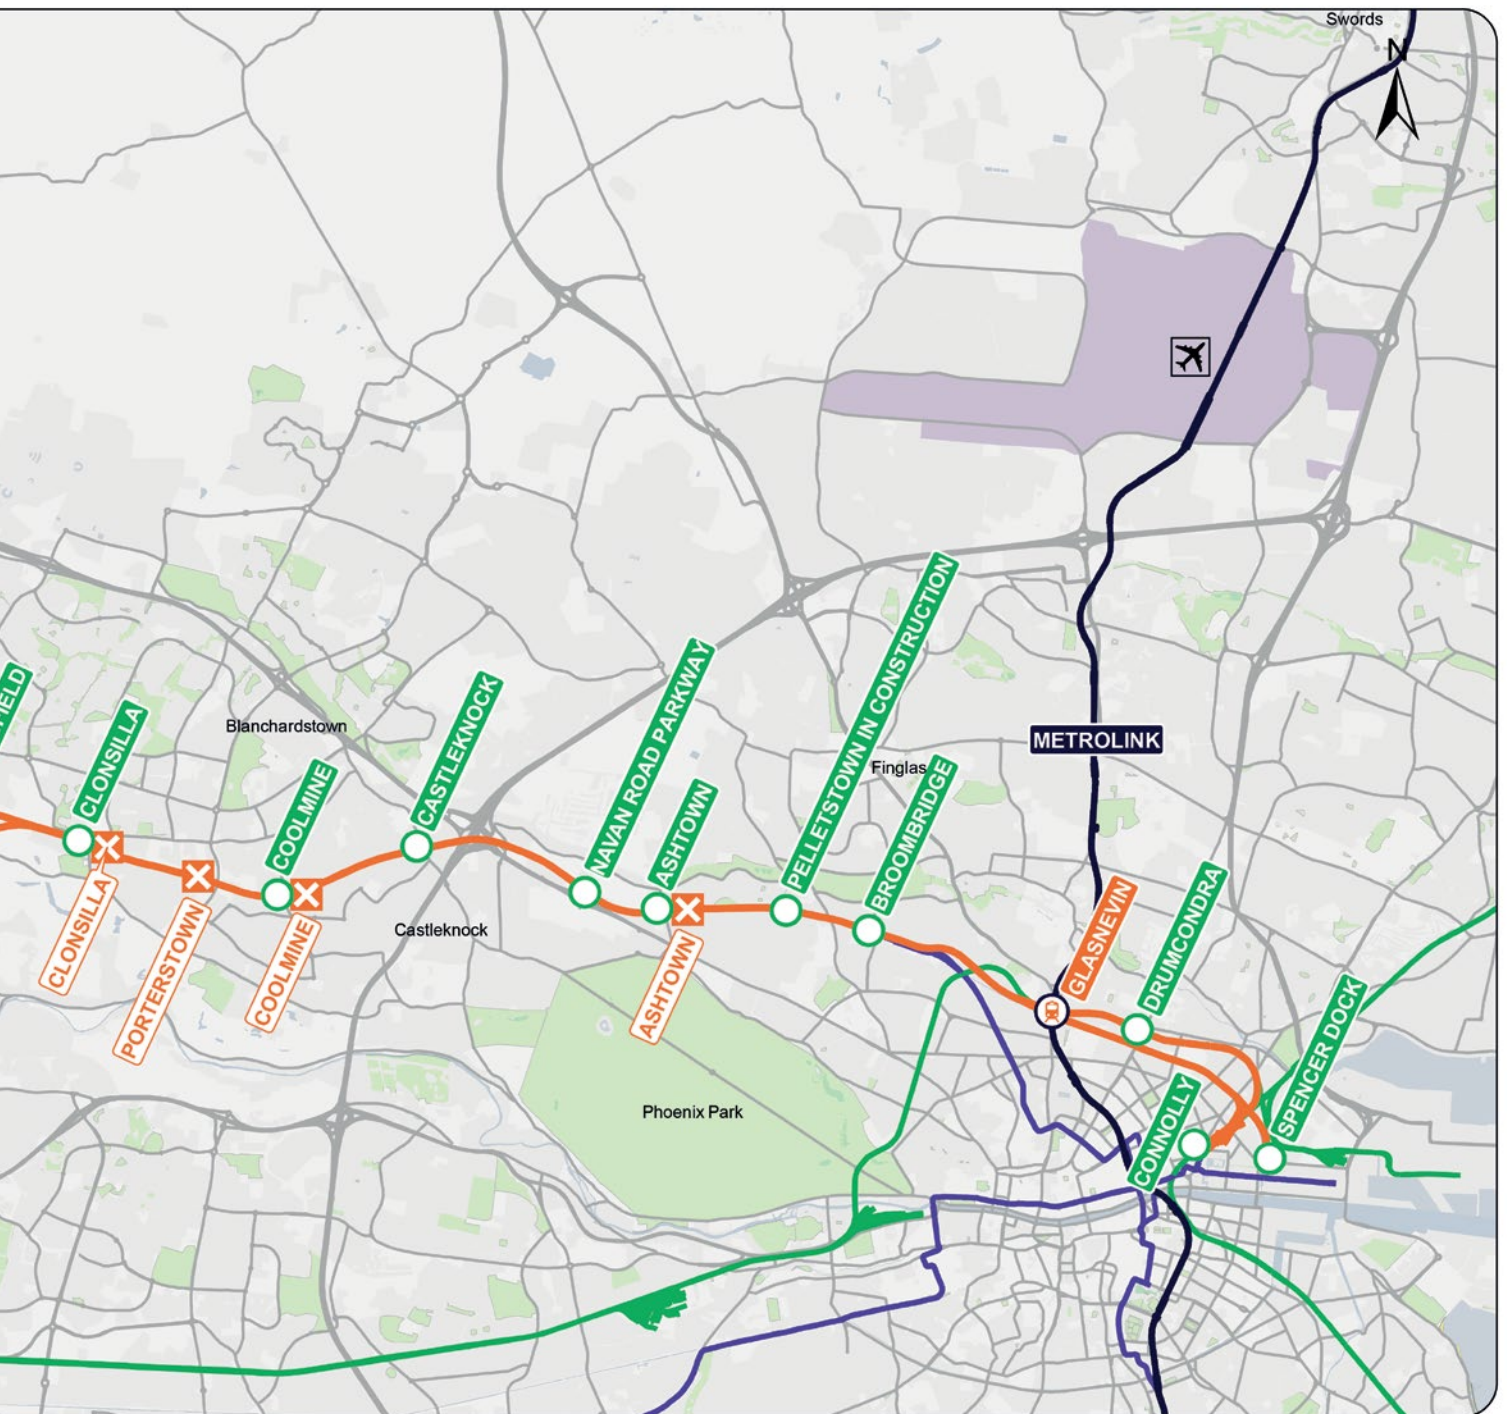 Swords
N
PELLETSTOWN IN CONSTRUCTION
NAVAN ROAD PARKWAY
CASTLEKNOCK
CLONSILLA
Blanchardstown
METROLINK
COOLMINE
Finglas
BROOMBRIDGE
ASHTOWN
CLONSILLA
PORTERSTOWN
COOLMINE
Castleknock
ASHTOWN
GLASNEVIN
DRUMCONDRA
SPENCER DOCK
CONNOLLY
Phoenix Park